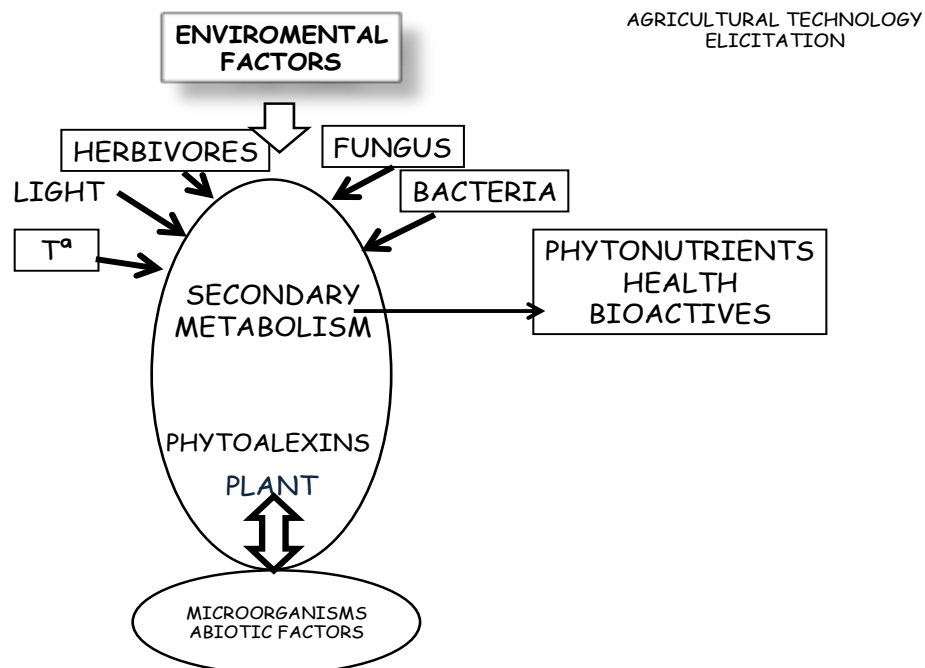 AGRICULTURAL TECHNOLOGY
ELICITATION
ENVIROMENTAL
FACTORS
HERBIVORES
FUNGUS
LIGHT
BACTERIA
Tª
PHYTONUTRIENTS
HEALTH
BIOACTIVES
SECONDARY
METABOLISM
PHYTOALEXINS
PLANT
MICROORGANISMS
ABIOTIC FACTORS